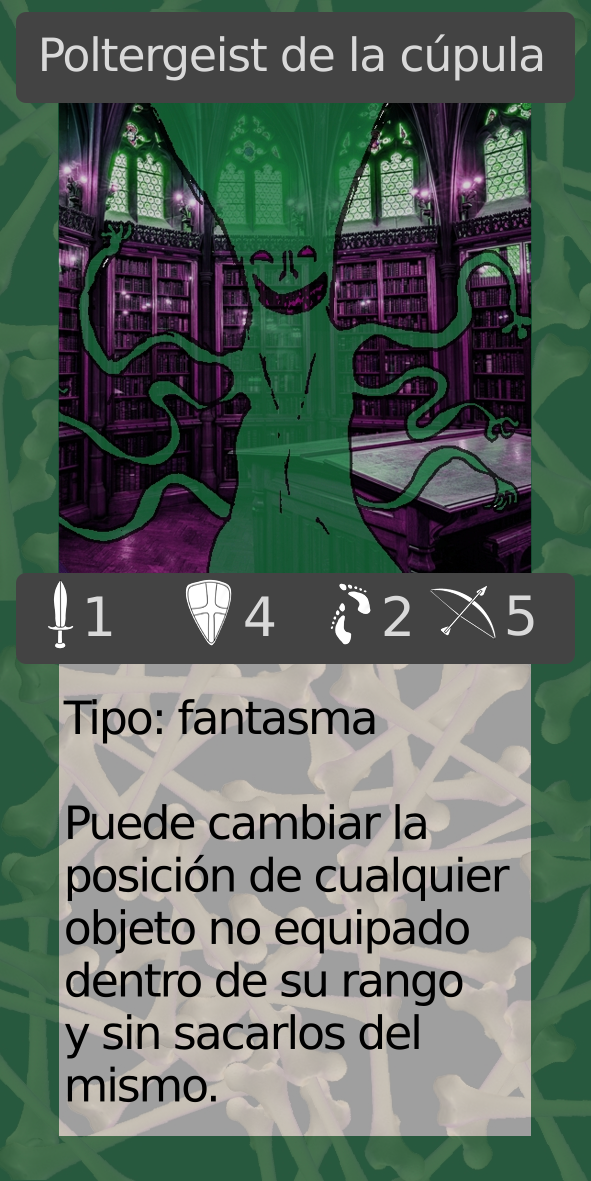 Poltergeist de la cúpula
1 4 2 5
Tipo: fantasma
Puede cambiar la
posición de cualquier
objeto no equipado
dentro de su rango
y sin sacarlos del
mismo.